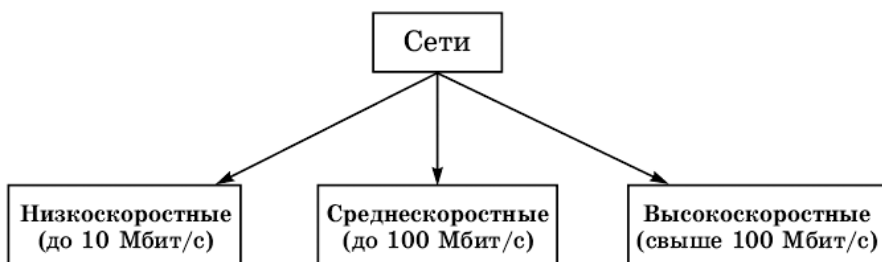 Сети
Низкоскоростные
(до 10 Мбит/с)
Среднескоростные
(до 100 Мбит/с)
Высокоскоростные
(свыше 100 Мбит/с)